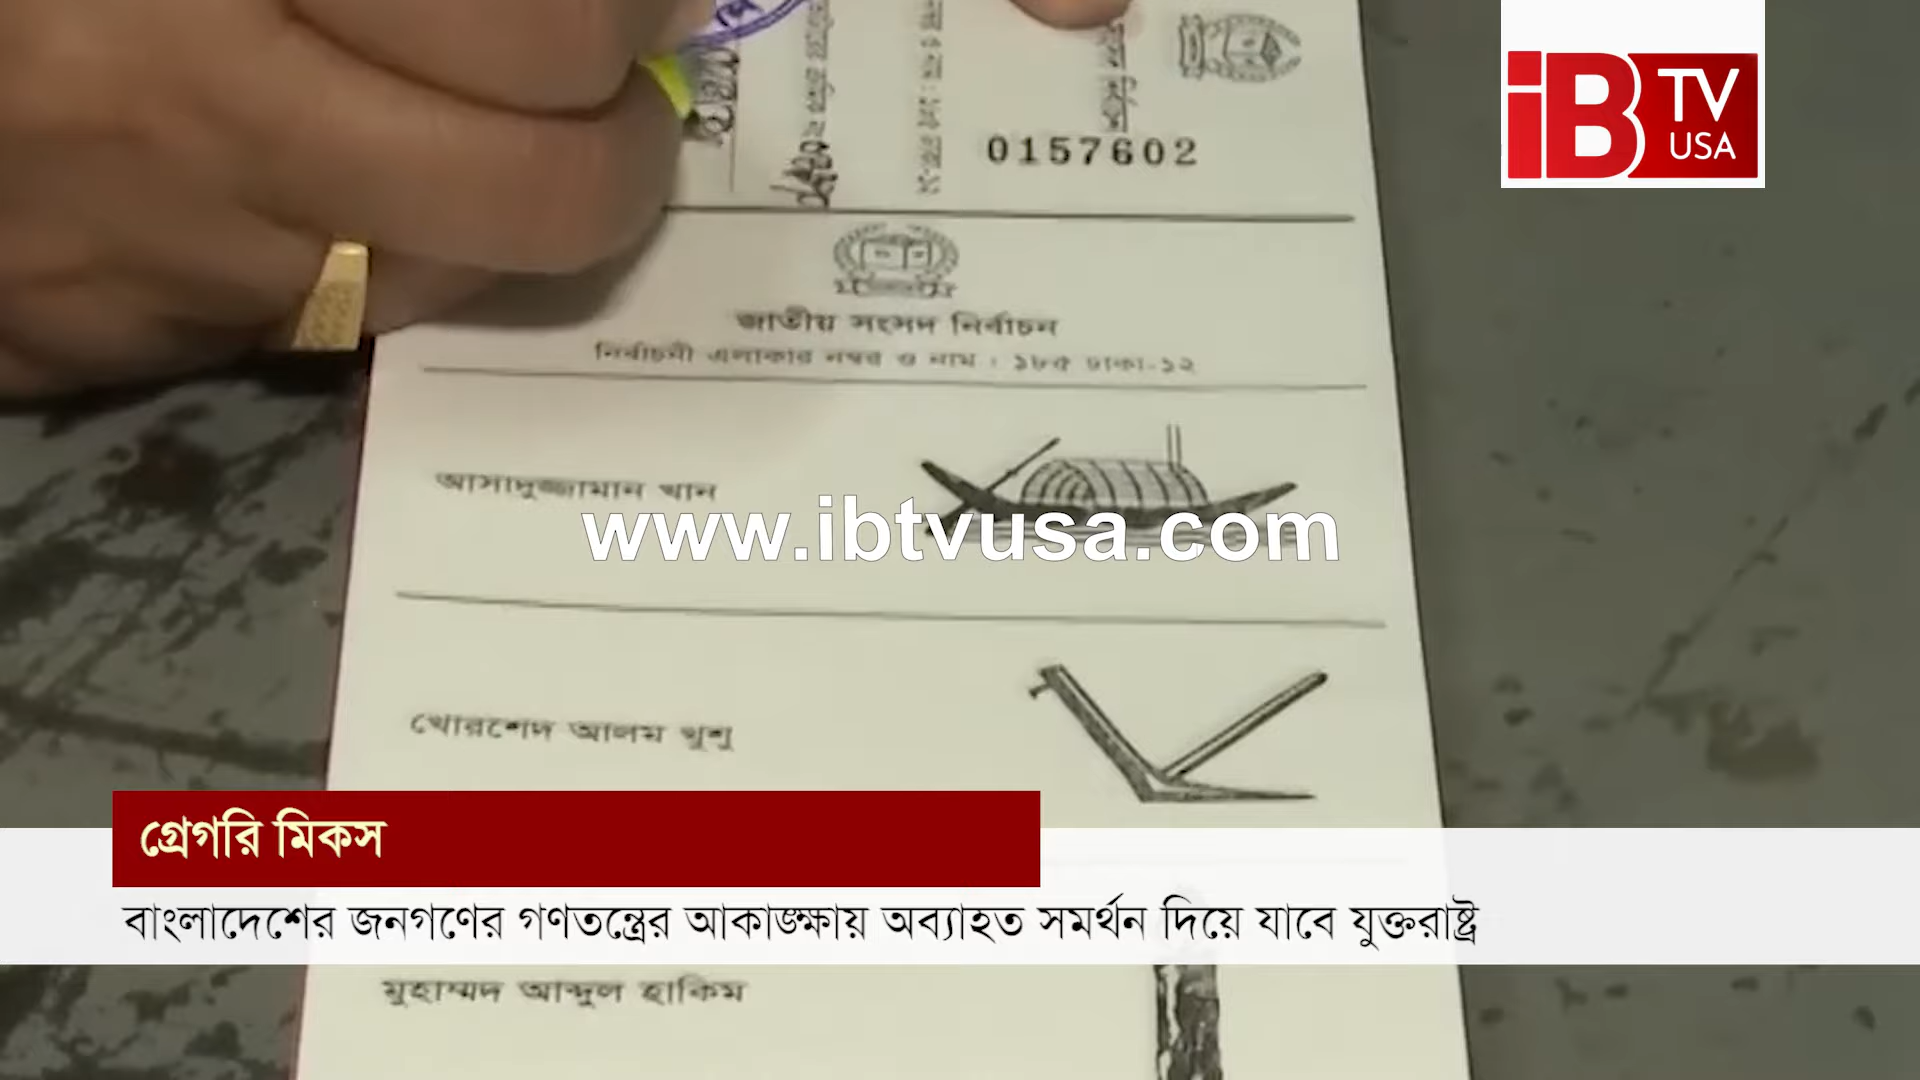 iB TV USA
0157602
জাতীয় সংসদ নির্বাচন
নির্বাচনী এলাকার নম্বর ও নাম : ১৮৫ ঢাকা-১২
আসাদুজ্জামান খান
www.ibtvusa.com
খোরশেদ আলম খুশু
গ্রেগরি মিকস
বাংলাদেশের জনগণের গণতন্ত্রের আকাঙ্ক্ষায় অব্যাহত সমর্থন দিয়ে যাবে যুক্তরাষ্ট্র
মুহাম্মদ আব্দুল হাকিম